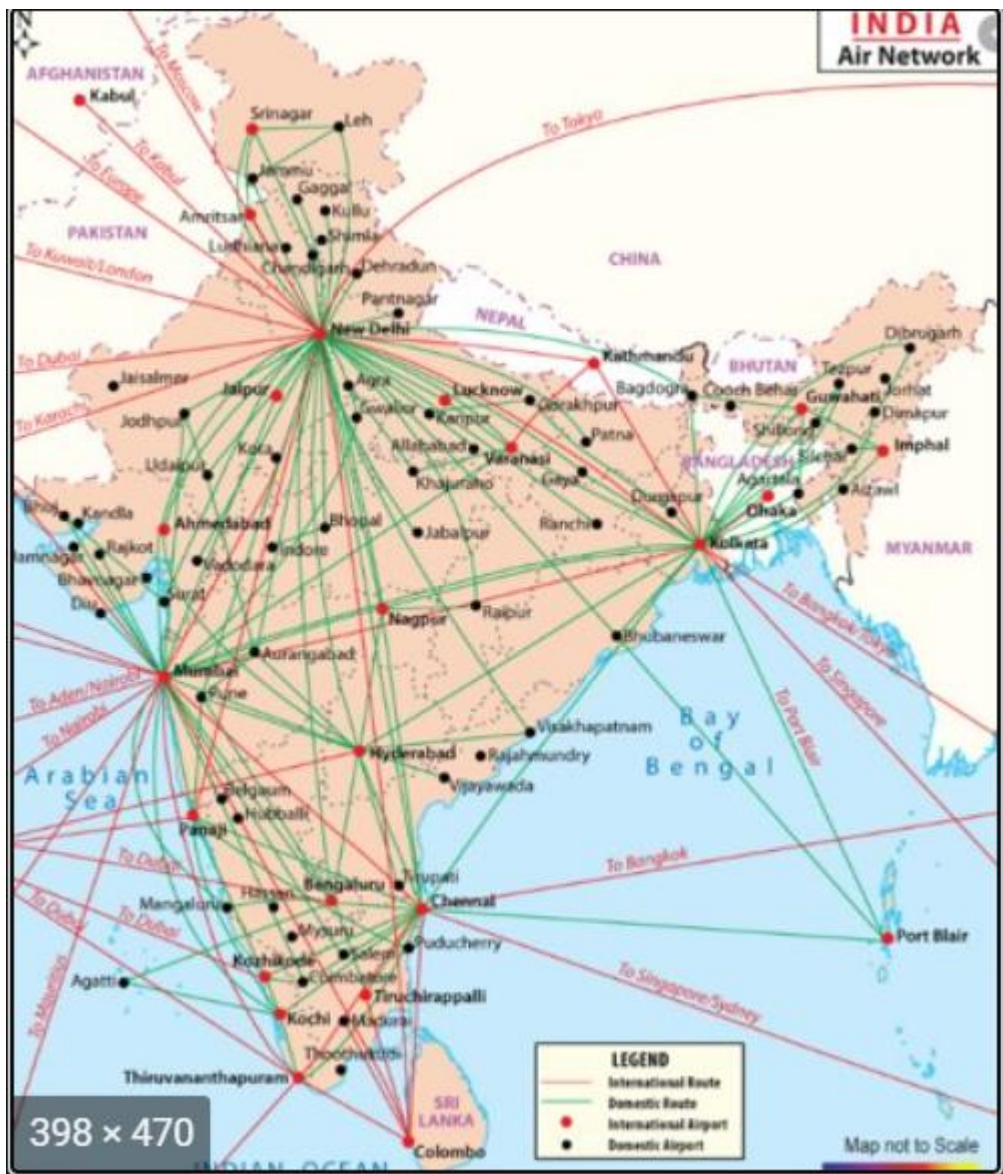 N
INDIA
Air Network
AFGHANISTAN
Kabul
To Moscow
To Kabul
To Europe
To Tokyo
Srinagar
Leh
Jammu
Gaggal
Kullu
Amritsar
Shimla
Ludhiana
Chandigarh
Dehradun
PAKISTAN
To Kuwait/London
CHINA
Pantnagar
NEPAL
New Delhi
To Dubai
Kathmandu
BHUTAN
Dibrugarh
Jaisalmer
Jaipur
Agra
Lucknow
Bagdogra
Cooch Behar
Tezpur
Jorhat
To Karachi
Jodhpur
Gwalior
Kanpur
Gorakhpur
Guwahati
Dimapur
Shillong
Kota
Allahabad
Varanasi
Patna
Silchar
Imphal
Udaipur
Khajuraho
Gaya
BANGLADESH
Agartala
Aizawl
Bhuj
Kandla
Ahmedabad
Bhopal
Jabalpur
Ranchi
Durgapur
Dhaka
Jamnagar
Rajkot
Vadodara
Indore
Kolkata
MYANMAR
Bhavnagar
Diu
Surat
Nagpur
Raipur
To Bangkok/Tokyo
Bhubaneswar
Aurangabad
Mumbai
To Singapore
To Aden/Nairobi
Pune
To Port Blair
To Nairobi
Visakhapatnam
Bay
of
Bengal
Hyderabad
Rajahmundry
Arabian
Sea
Vijayawada
Belgaum
Hubballi
Panaji
To Dubai
To Bangkok
Tirupati
Bengaluru
Hassan
Chennai
Mangaluru
To Dubai
To Dubai
Mysuru
Salem
Puducherry
Port Blair
Kozhikode
Coimbatore
Agatti
Tiruchirappalli
To Singapore/Sydney
To Mauritius
Kochi
Madurai
Thoothukudi
Thiruvananthapuram
SRI
LANKA
Colombo
LEGEND
International Route
Domestic Route
International Airport
Domestic Airport
398 × 470
Map not to Scale
INDIAN OCEAN